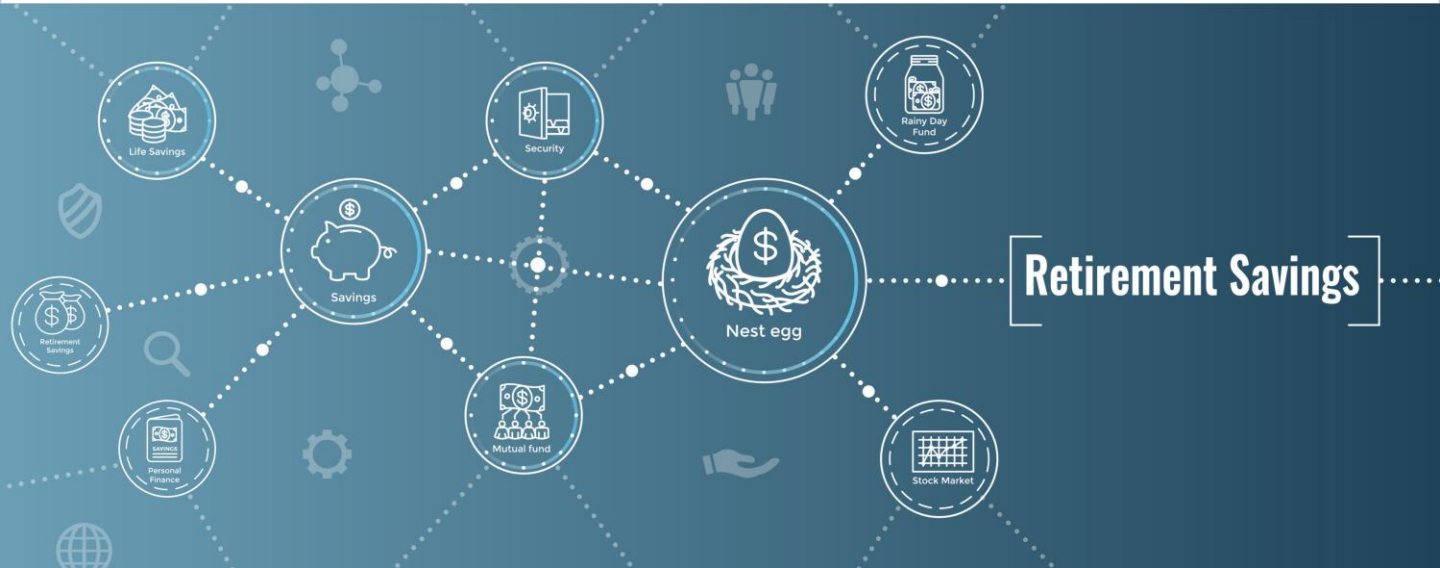 Life Savings
Security
Rainy Day
Fund
$
Savings
$
Nest egg
Retirement Savings
$
$
Retirement
Savings
$
SAVINGS
Personal
Finance
$
Mutual fund
Stock Market